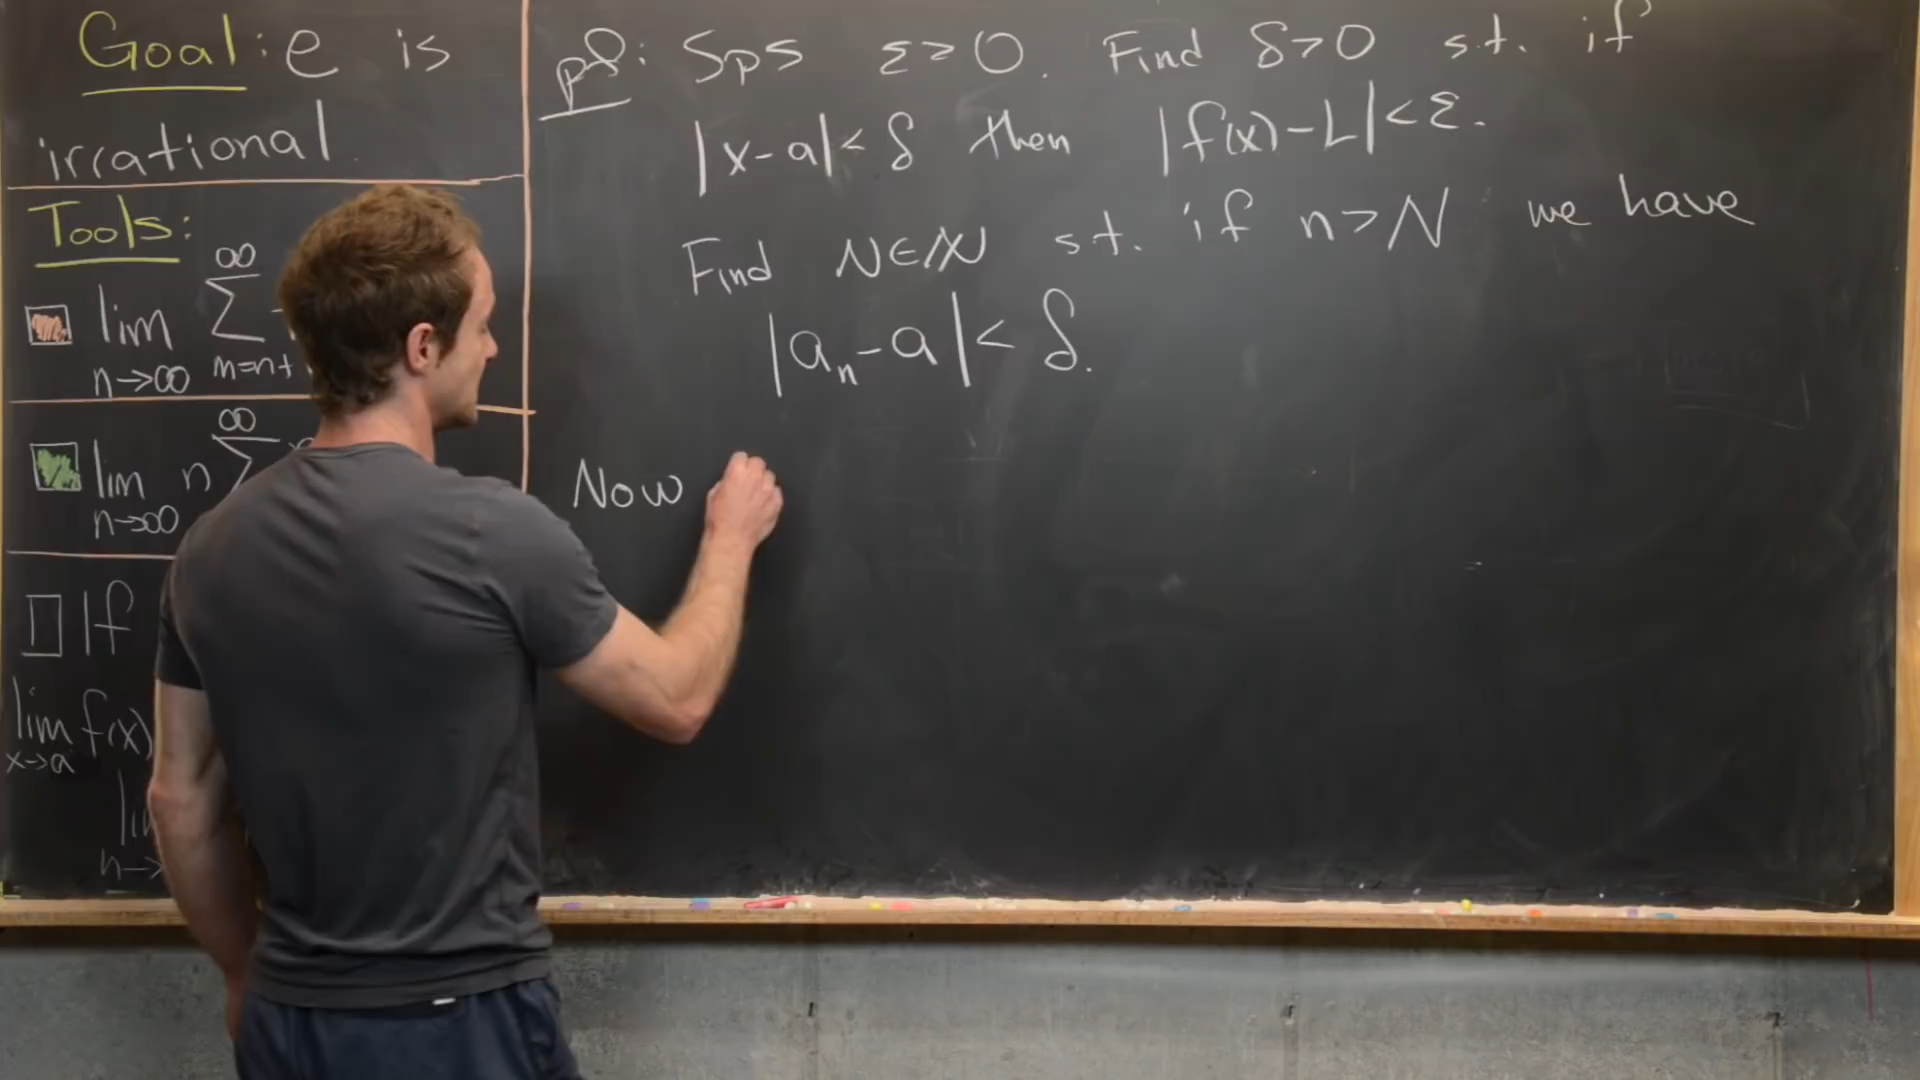 Goal: e is
irrational.
Tools:
lim ∑
n→∞ m=n+
∞
lim n ∑
n→∞
∞
If
lim f(x)
x→a
n→
pf: Sps ε>0. Find δ>0 s.t. if
|x-a|<δ then |f(x)-L|<ε.
Find N∈ℕ s.t. if n>N we have
|aₙ-a|<δ.
Now